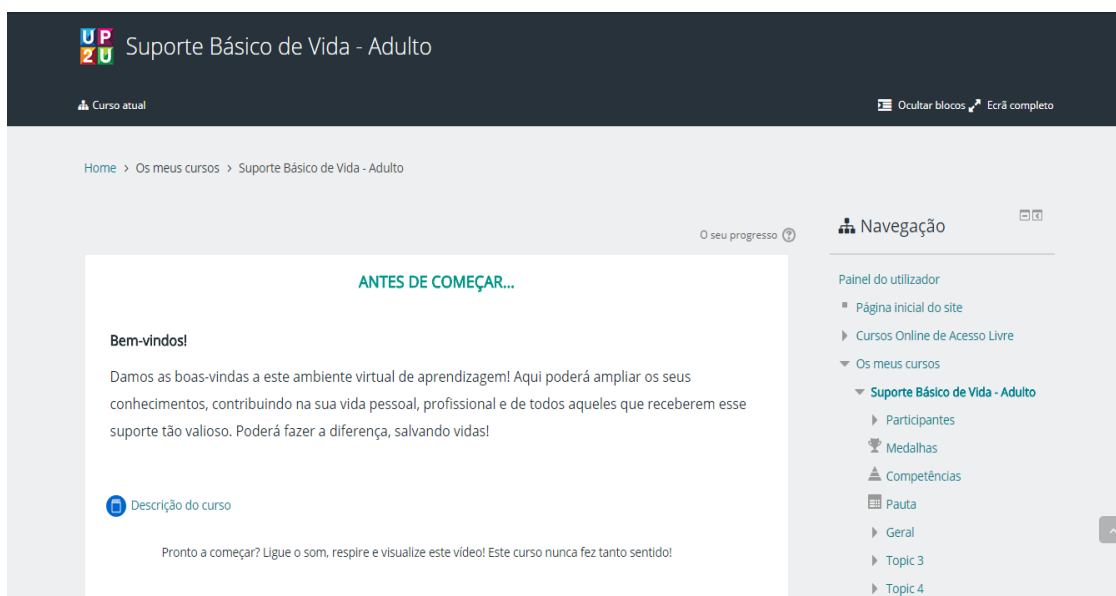 UP
2U
Suporte Básico de Vida - Adulto
Curso atual
Ocultar blocos
Ecrã completo
Home > Os meus cursos > Suporte Básico de Vida - Adulto
O seu progresso
ANTES DE COMEÇAR...
Bem-vindos!
Damos as boas-vindas a este ambiente virtual de aprendizagem! Aqui poderá ampliar os seus
conhecimentos, contribuindo na sua vida pessoal, profissional e de todos aqueles que receberem esse
suporte tão valioso. Poderá fazer a diferença, salvando vidas!
Descrição do curso
Pronto a começar? Ligue o som, respire e visualize este vídeo! Este curso nunca fez tanto sentido!
Navegação
Painel do utilizador
Página inicial do site
Cursos Online de Acesso Livre
Os meus cursos
Suporte Básico de Vida - Adulto
Participantes
Medalhas
Competências
Pauta
Geral
Topic 3
Topic 4